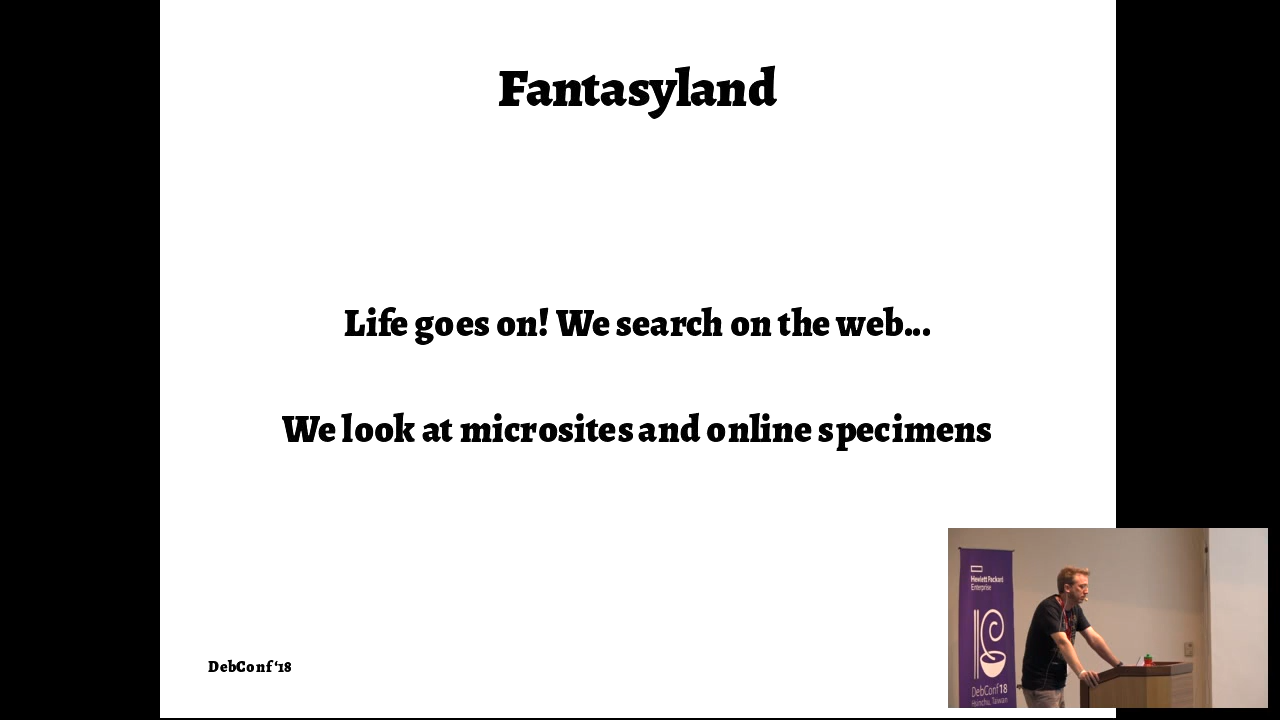 Fantasyland
Life goes on! We search on the web...
We look at microsites and online specimens
DebConf‘18
Hewlett Packard
Enterprise
DebConf18
Hsinchu, Taiwan